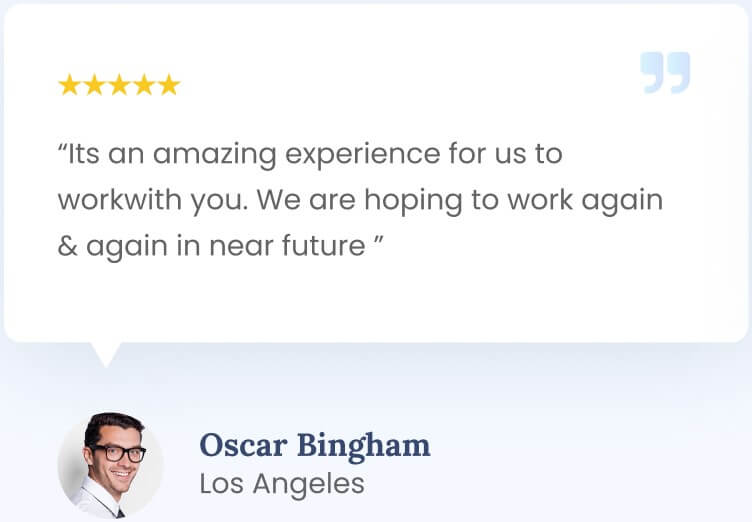 “Its an amazing experience for us to
workwith you. We are hoping to work again
& again in near future ”
Oscar Bingham
Los Angeles